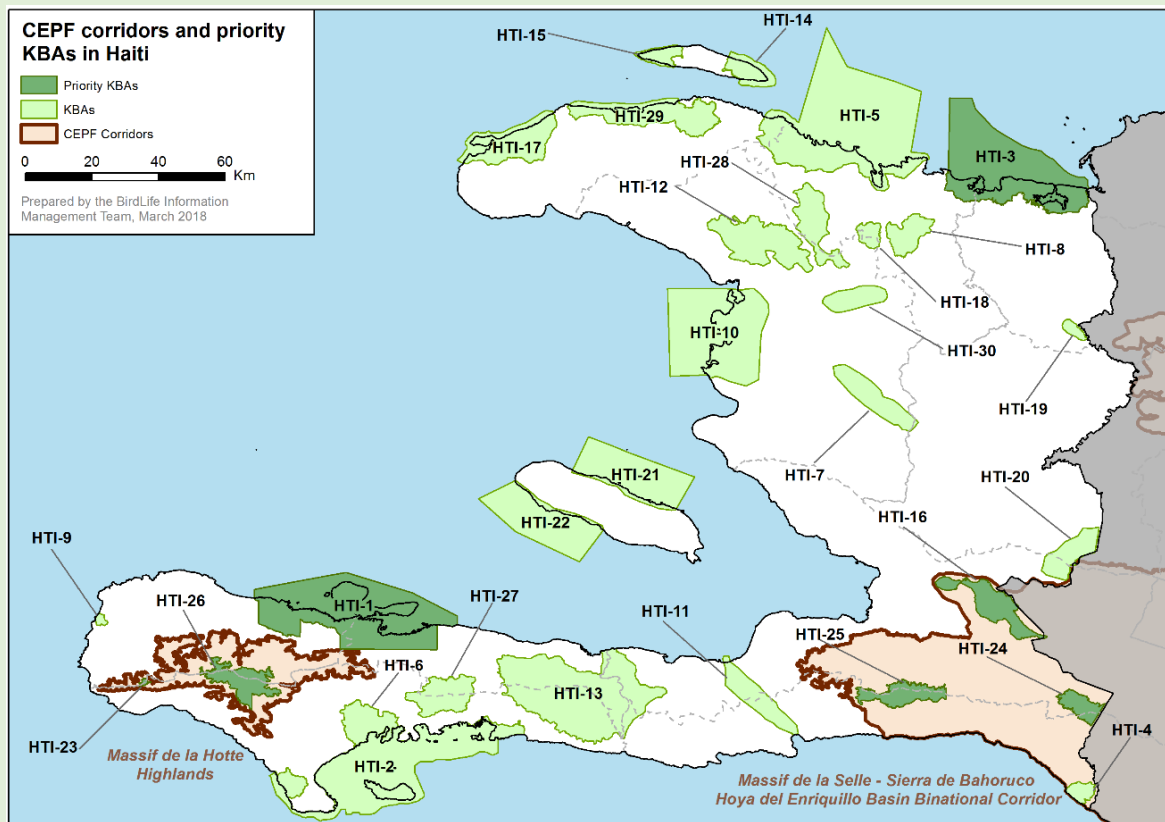 CEPF corridors and priority
KBAs in Haiti
Priority KBAs
KBAs
CEPF Corridors
0 20 40 60
Km
Prepared by the BirdLife Information
Management Team, March 2018
HTI-14
HTI-15
HTI-29
HTI-5
HTI-17
HTI-3
HTI-28
HTI-12
HTI-8
HTI-18
HTI-10
HTI-30
HTI-19
HTI-21
HTI-7
HTI-20
HTI-16
HTI-22
HTI-9
HTI-26
HTI-1
HTI-27
HTI-11
HTI-25
HTI-24
HTI-6
HTI-13
HTI-23
Massif de la Hotte
Highlands
HTI-2
HTI-4
Massif de la Selle - Sierra de Bahoruco
Hoya del Enriquillo Basin Binational Corridor